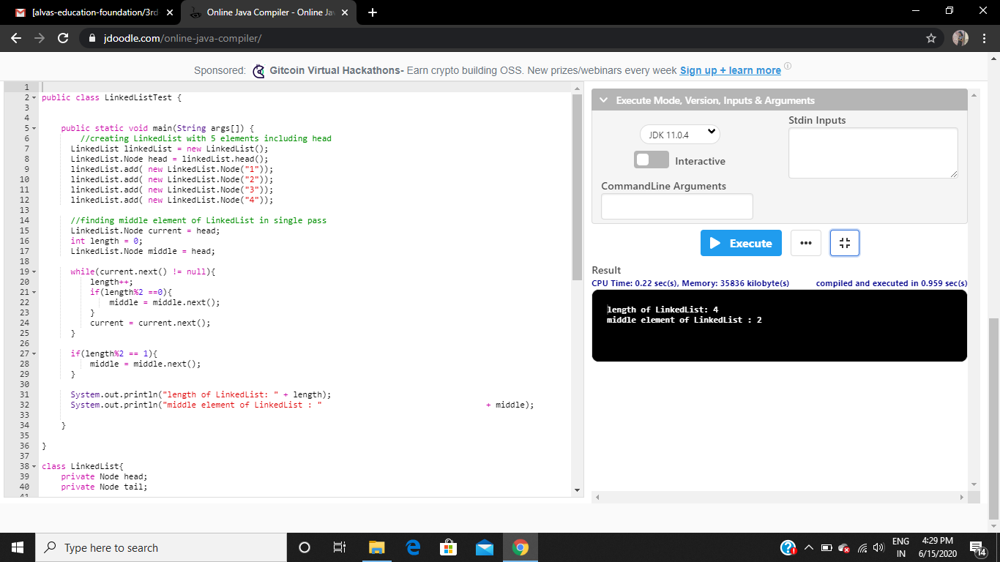 [alvas-education-foundation/3rd
Online Java Compiler - Online Jav
jdoodle.com/online-java-compiler/
Sponsored: Gitcoin Virtual Hackathons- Earn crypto building OSS. New prizes/webinars every week Sign up + learn more
1
2 public class LinkedListTest {
3
4
5 public static void main(String args[]) {
6 //creating LinkedList with 5 elements including head
7 LinkedList linkedList = new LinkedList();
8 LinkedList.Node head = linkedList.head();
9 linkedList.add( new LinkedList.Node("1"));
10 linkedList.add( new LinkedList.Node("2"));
11 linkedList.add( new LinkedList.Node("3"));
12 linkedList.add( new LinkedList.Node("4"));
13
14 //finding middle element of LinkedList in single pass
15 LinkedList.Node current = head;
16 int length = 0;
17 LinkedList.Node middle = head;
18
19 while(current.next() != null){
20 length++;
21 if(length%2 ==0){
22 middle = middle.next();
23 }
24 current = current.next();
25 }
26
27 if(length%2 == 1){
28 middle = middle.next();
29 }
30
31 System.out.println("length of LinkedList: " + length);
32 System.out.println("middle element of LinkedList : " + middle);
33
34 }
35
36 }
37
38 class LinkedList{
39 private Node head;
40 private Node tail;
41
Execute Mode, Version, Inputs & Arguments
JDK 11.0.4
Interactive
Stdin Inputs
CommandLine Arguments
Execute
Result
CPU Time: 0.22 sec(s), Memory: 35836 kilobyte(s) compiled and executed in 0.959 sec(s)
length of LinkedList: 4
middle element of LinkedList : 2
Type here to search
ENG
IN
4:29 PM
6/15/2020
14